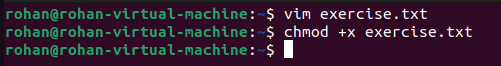 rohan@rohan-virtual-machine:~$ vim exercise.txt
rohan@rohan-virtual-machine:~$ chmod +x exercise.txt
rohan@rohan-virtual-machine:~$